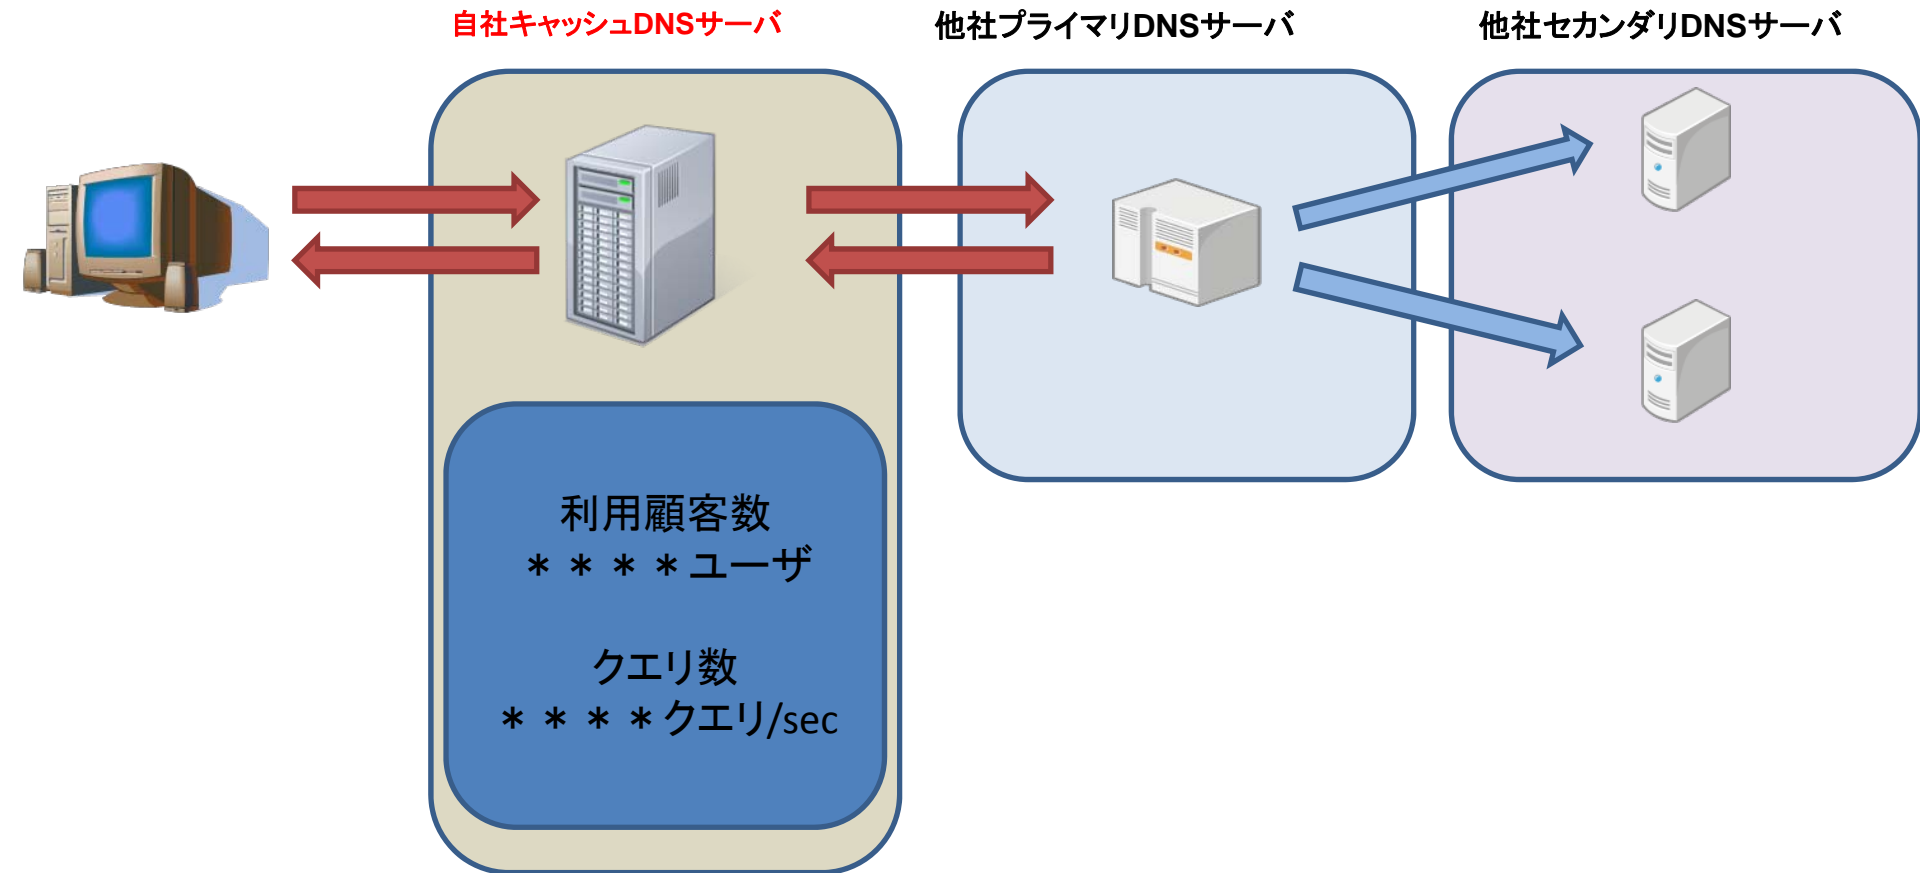 自社キャッシュDNSサーバ
他社プライマリDNSサーバ
他社セカンダリDNSサーバ
利用顧客数
＊＊＊＊ユーザ
クエリ数
＊＊＊＊クエリ/sec